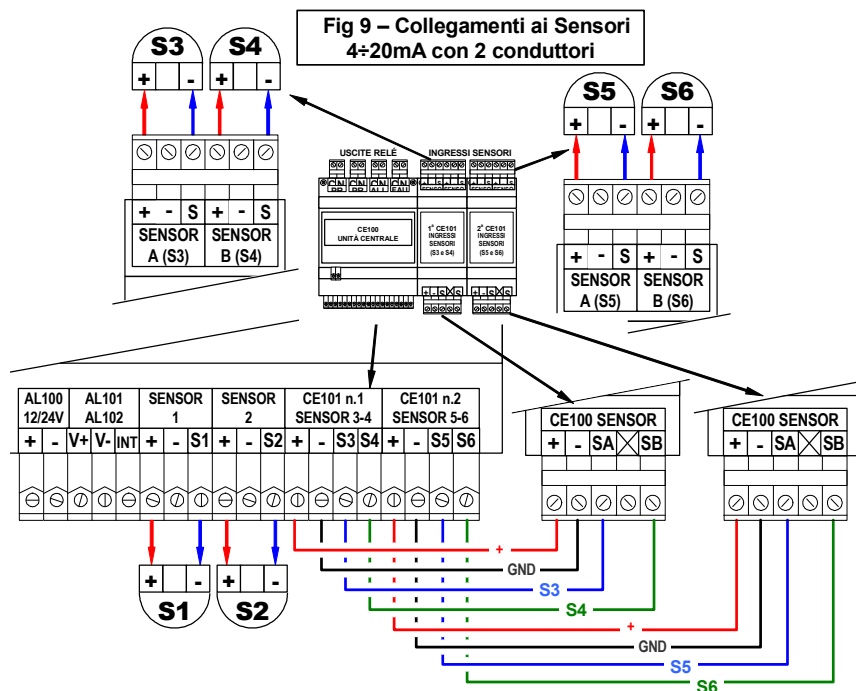 Fig 9 – Collegamenti ai Sensori
4÷20mA con 2 conduttori
S3 S4
+ - + -
S5 S6
+ - + -
USCITE RELÉ INGRESSI SENSORI
CE100
UNITÀ CENTRALE
1° CE101
INGRESSI
SENSORI
(S3 e S4)
2° CE101
INGRESSI
SENSORI
(S5 e S6)
+ - S S
+ - S S
+ - S + - S
SENSOR
A (S3)
SENSOR
B (S4)
+ - S + - S
SENSOR
A (S5)
SENSOR
B (S6)
AL100
12/24V
AL101
AL102
SENSOR
1
SENSOR
2
CE101 n.1
SENSOR 3-4
CE101 n.2
SENSOR 5-6
+ - V+ V- INT + - S1 + - S2 + - S3 S4 + - S5 S6
CE100 SENSOR
+ - SA SB
CE100 SENSOR
+ - SA SB
+ - + -
S1 S2
+
GND
S3
S4
+
GND
S5
S6